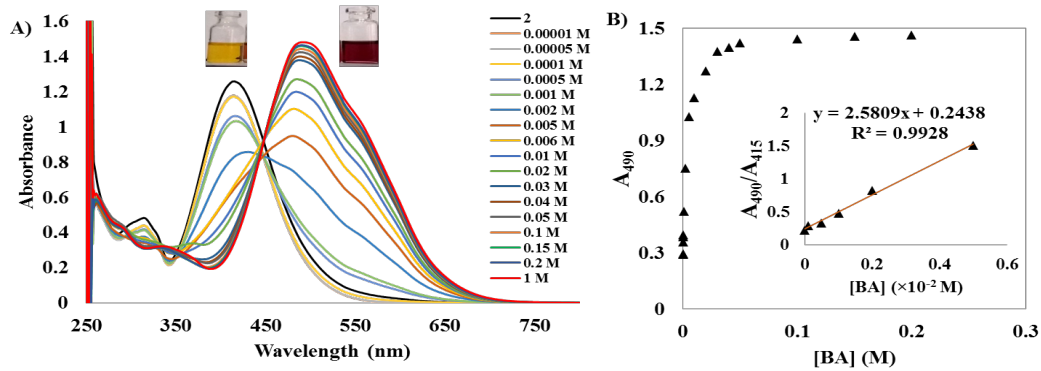 A)
Absorbance
1.6
1.4
1.2
1
0.8
0.6
0.4
0.2
0
250 350 450 550 650 750
Wavelength (nm)
2
0.00001 M
0.00005 M
0.0001 M
0.0005 M
0.001 M
0.002 M
0.005 M
0.006 M
0.01 M
0.02 M
0.03 M
0.04 M
0.05 M
0.1 M
0.15 M
0.2 M
1 M
B)
A490
1.5
1.2
0.9
0.6
0.3
0
0 0.1 0.2 0.3
[BA] (M)
y = 2.5809x + 0.2438
R² = 0.9928
A490/A415
2
1.5
1
0.5
0
0 0.2 0.4 0.6
[BA] (×10⁻² M)